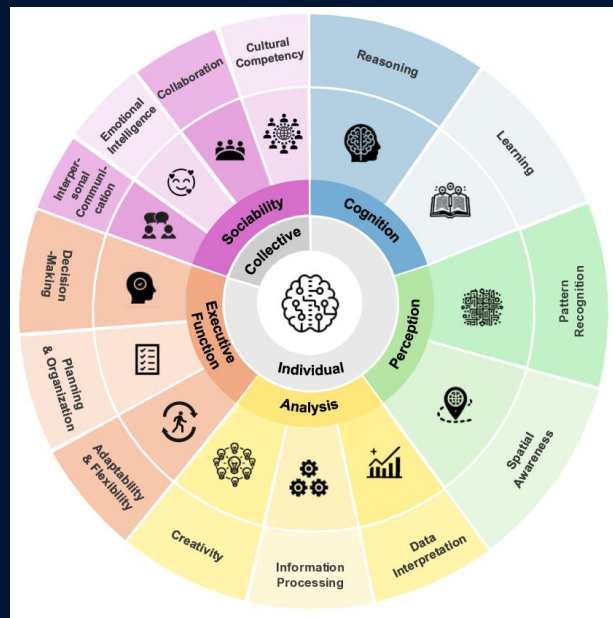 Cultural
Competency
Reasoning
Collaboration
Learning
Emotional
Intelligence
Interper-
sonal
Communi-
cation
Sociability
Cognition
Collective
Decision
-Making
Executive
Function
Individual
Perception
Pattern
Recognition
Analysis
Planning
& Organization
Spatial
Awareness
Adaptability
& Flexibility
Creativity
Information
Processing
Data
Interpretation